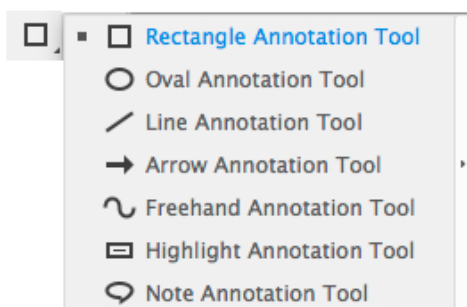 Rectangle Annotation Tool
Oval Annotation Tool
Line Annotation Tool
Arrow Annotation Tool
Freehand Annotation Tool
Highlight Annotation Tool
Note Annotation Tool